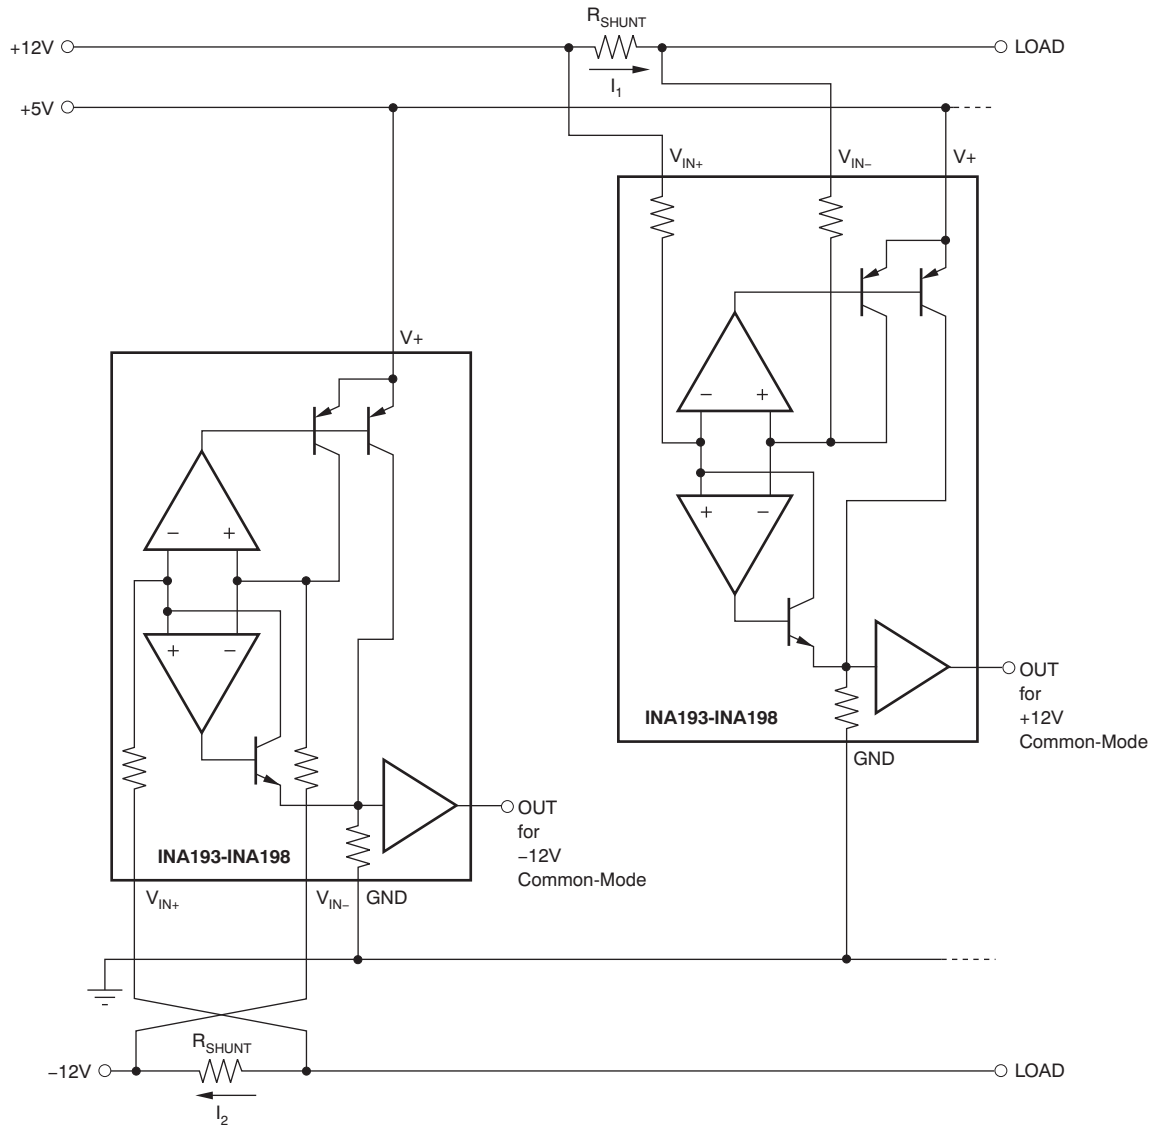 R_SHUNT
+12V
LOAD
I_1
+5V
V_IN+
V_IN–
V+
V+
– +
– +
+ –
+ –
OUT
for
+12V
Common-Mode
INA193-INA198
GND
OUT
for
–12V
Common-Mode
INA193-INA198
V_IN+
V_IN–
GND
R_SHUNT
–12V
LOAD
I_2